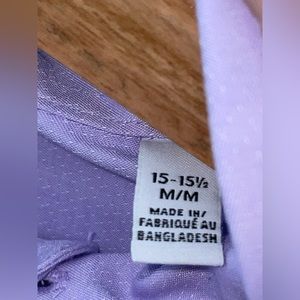 15-15½
M/M
MADE IN/
FABRIQUÉ AU
BANGLADESH